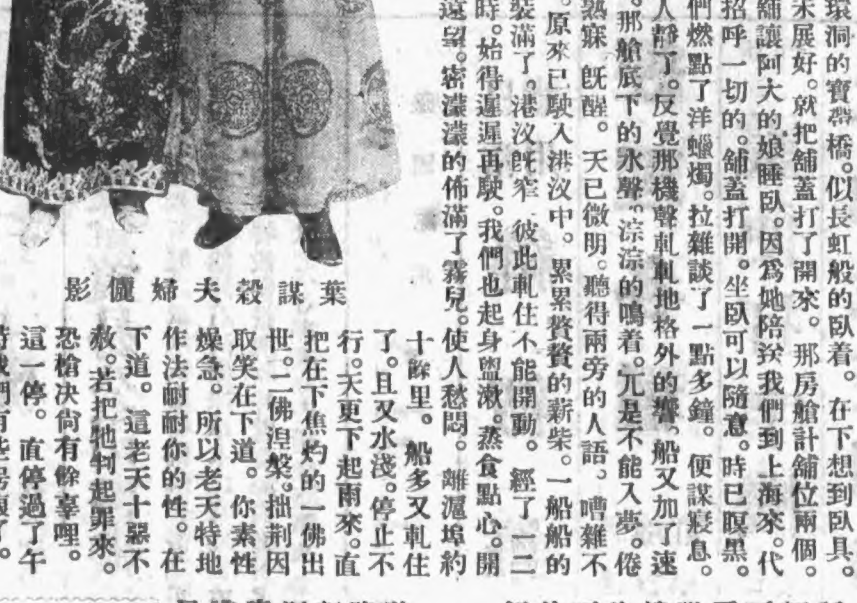 環洞的寶帶橋。似長虹般的卧着。在下想到臥具。
未展好。就把舖蓋打了開來。那房艙計舖位兩個。
舖讓阿大的娘睡臥。因爲她陪送我們到上海來。代
招呼一切的。舖蓋打開。坐臥可以隨意。時已暝黑。
們燃點了洋蠟燭。拉雜談了一點多鐘。便謀寢息。
人靜了。反覺那機聲軋軋地格外的響。船又加了速
。那艙底下的水聲。淙淙的鳴着。兀是不能入夢。倦
熟寐。旣醒。天已微明。聽得兩旁的人語。嘈雜不
。原來已駛入港汊中。累累贅贅的薪柴。一船船的
裝滿了。港汊旣窄。彼此軋住不能開動。經了一二
時。始得遲遲再駛。我們也起身盥漱。蒸食點心。開
遠望。密濛濛的佈滿了霧兒。使人愁悶。離滬埠約
十餘里。船多又軋住
了。且又水淺。停止不
行。天更下起雨來。直
把在下焦灼的一佛出
世。二佛涅槃。拙荆因
取笑在下道。你素性
燥急。所以老天特地
作法耐耐你的性。在
下道。這老天十惡不
赦。若把牠判起罪來。
恐槍决尙有餘辜哩。
這一停。直停過了午
葉謀穀夫婦儷影